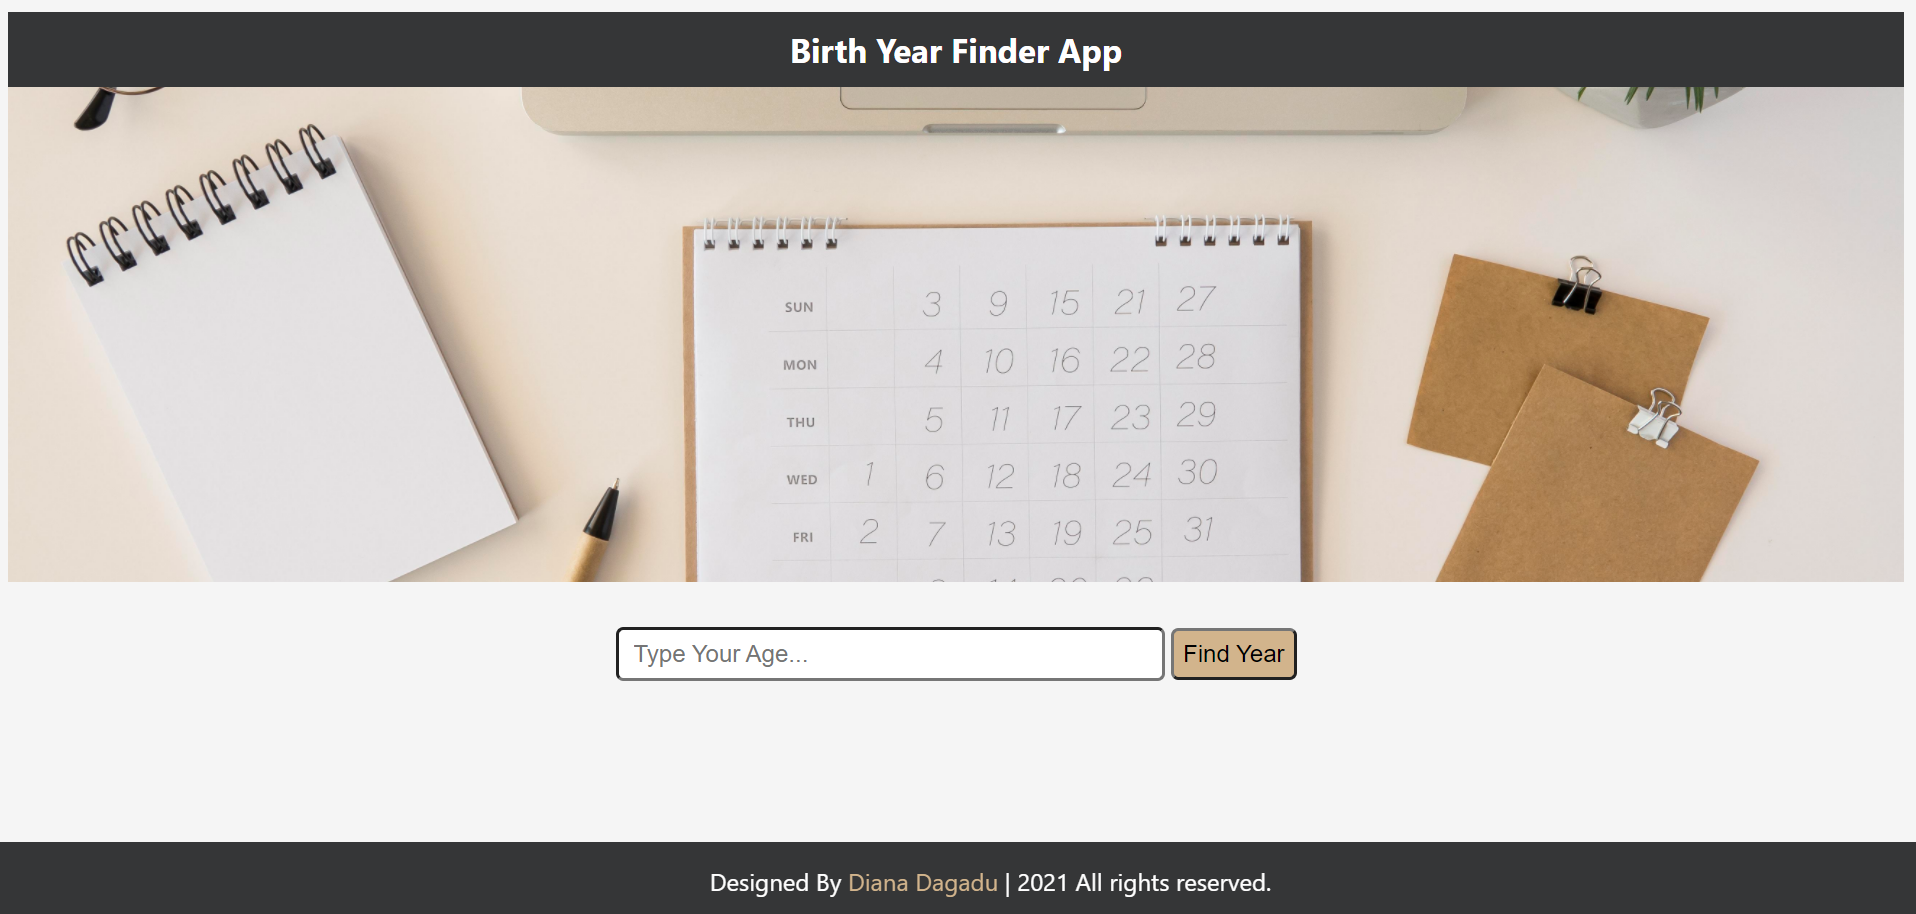 Birth Year Finder App
SUN 3 9 15 21 27
MON 4 10 16 22 28
THU 5 11 17 23 29
WED 1 6 12 18 24 30
FRI 2 7 13 19 25 31
Type Your Age... Find Year
Designed By Diana Dagadu | 2021 All rights reserved.